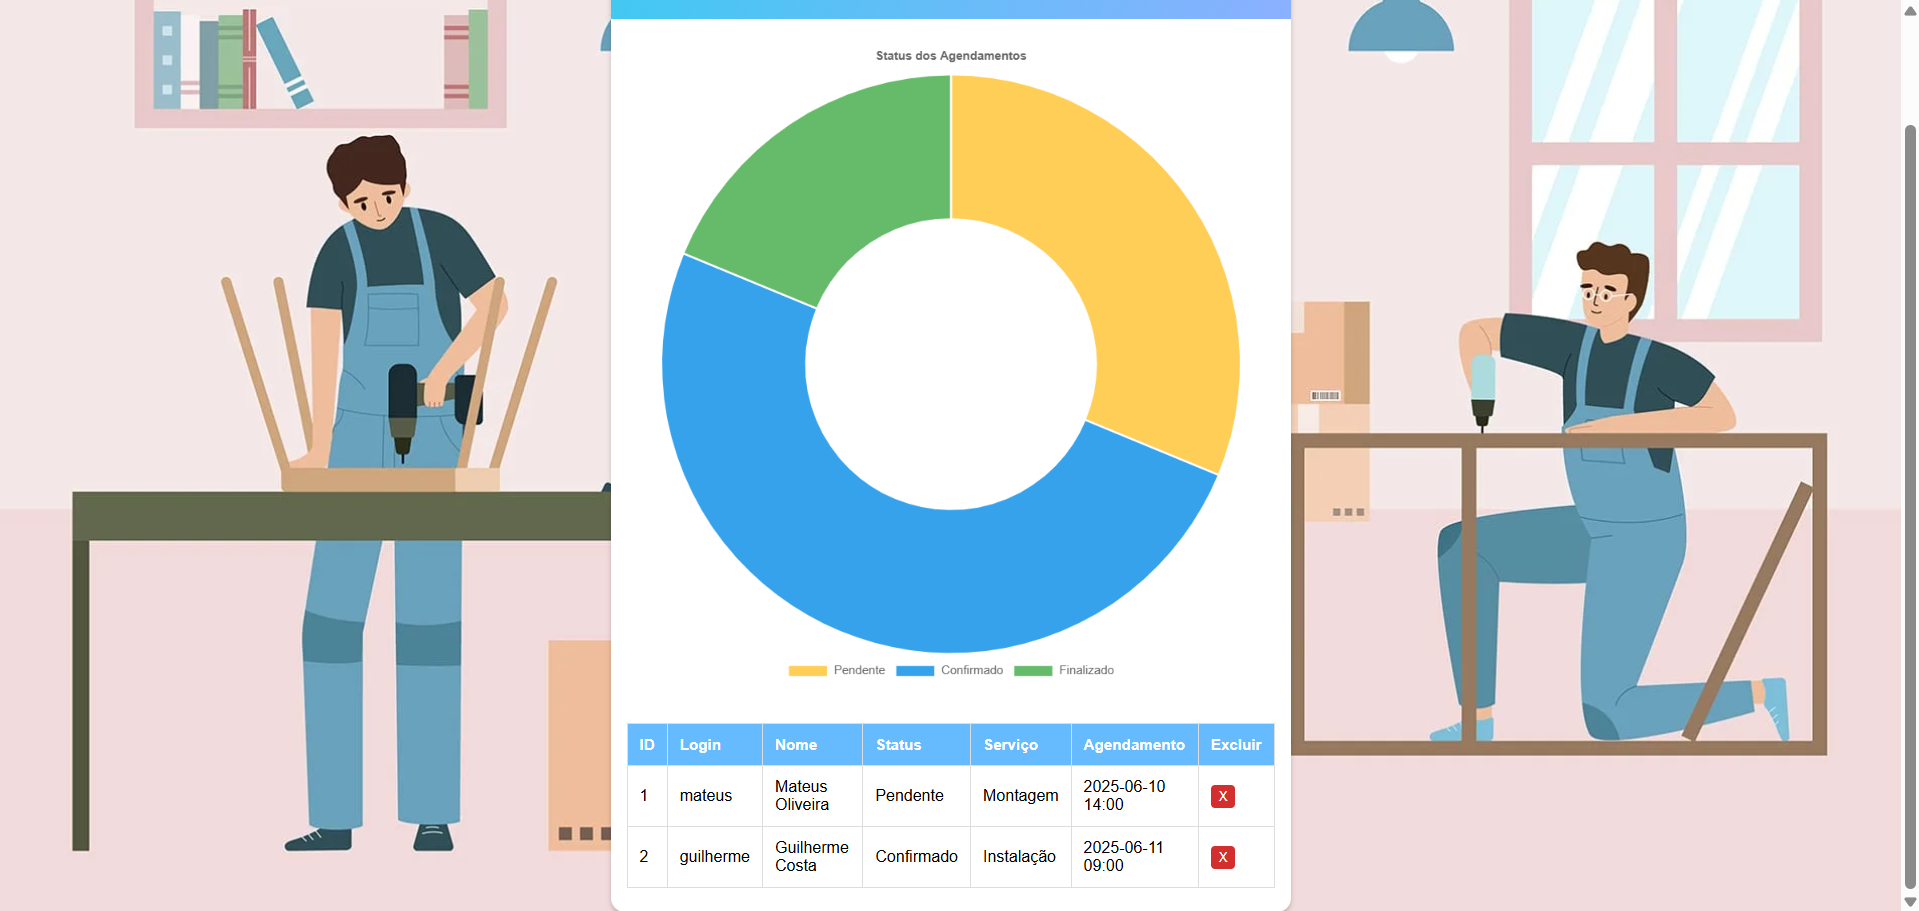 Status dos Agendamentos
Pendente Confirmado Finalizado
ID Login Nome Status Serviço Agendamento Excluir
1 mateus Mateus Oliveira Pendente Montagem 2025-06-10 14:00 X
2 guilherme Guilherme Costa Confirmado Instalação 2025-06-11 09:00 X